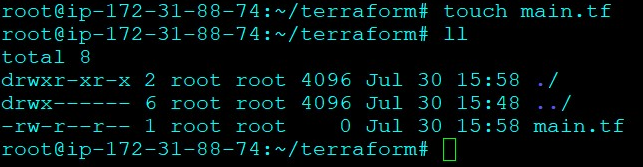 root@ip-172-31-88-74:~/terraform# touch main.tf
root@ip-172-31-88-74:~/terraform# ll
total 8
drwxr-xr-x 2 root root 4096 Jul 30 15:58 ./
drwx------ 6 root root 4096 Jul 30 15:48 ../
-rw-r--r-- 1 root root    0 Jul 30 15:58 main.tf
root@ip-172-31-88-74:~/terraform#